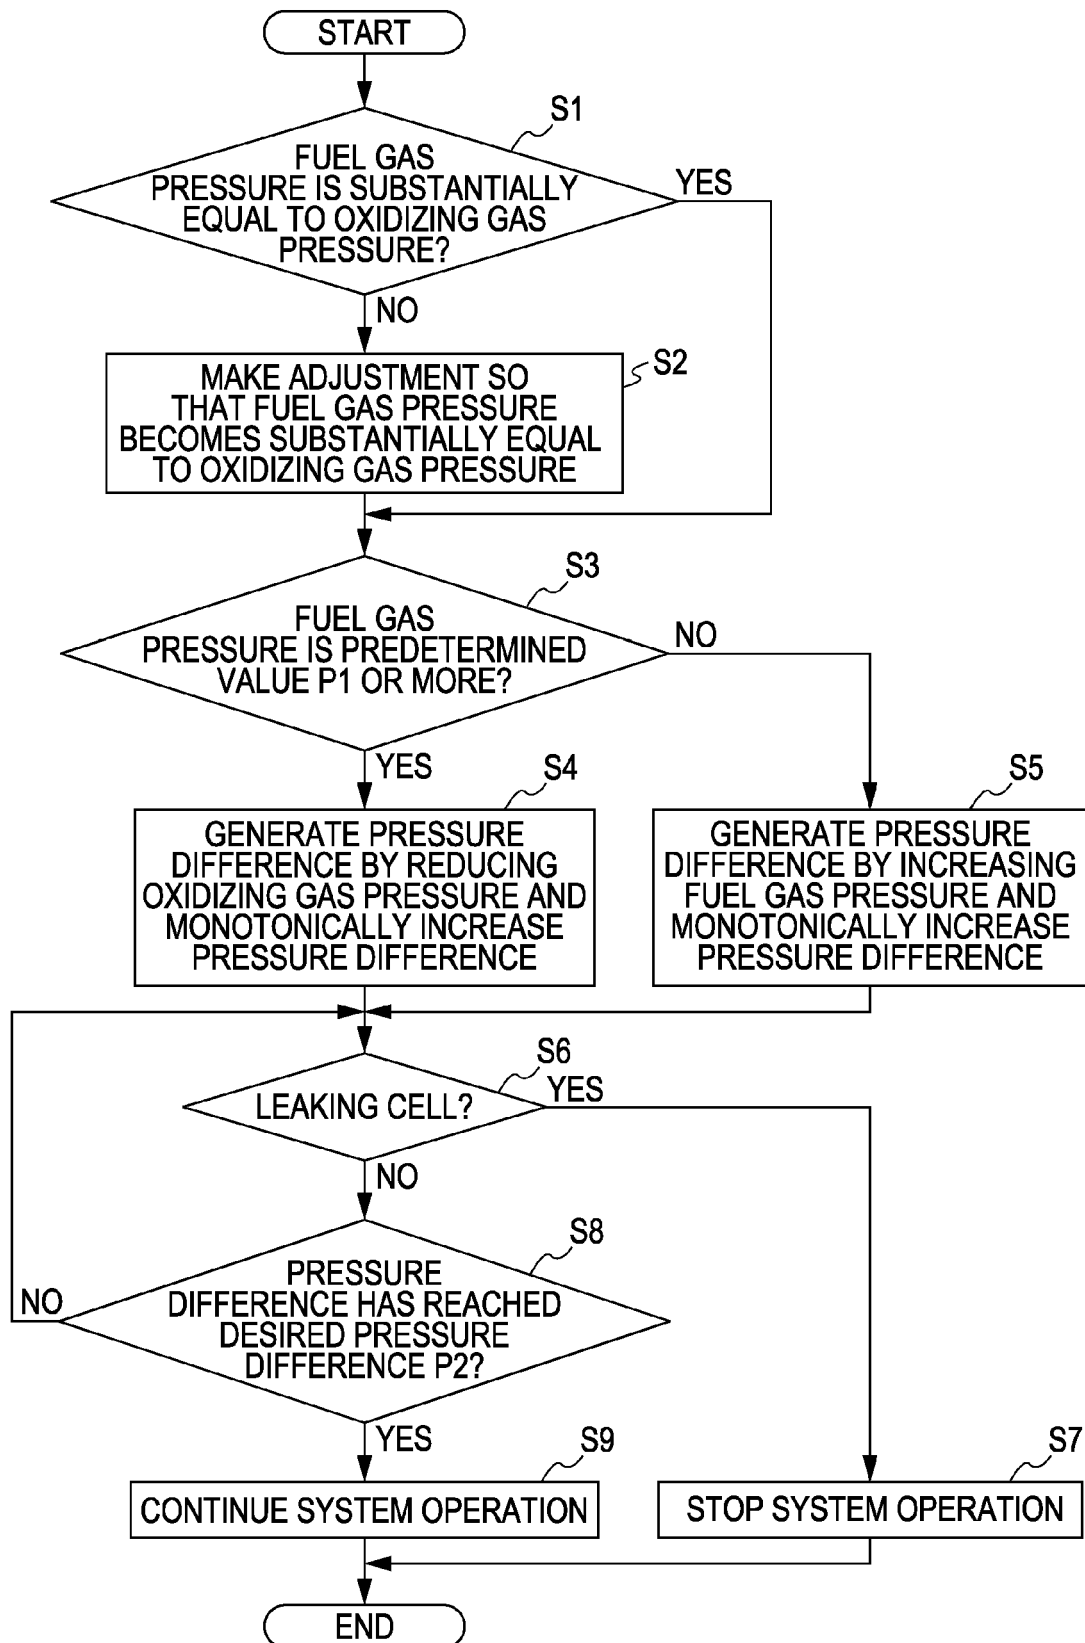 START
S1
FUEL GAS
PRESSURE IS SUBSTANTIALLY
EQUAL TO OXIDIZING GAS
PRESSURE?
YES
NO
S2
MAKE ADJUSTMENT SO
THAT FUEL GAS PRESSURE
BECOMES SUBSTANTIALLY EQUAL
TO OXIDIZING GAS PRESSURE
S3
FUEL GAS
PRESSURE IS PREDETERMINED
VALUE P1 OR MORE?
NO
YES
S4
GENERATE PRESSURE
DIFFERENCE BY REDUCING
OXIDIZING GAS PRESSURE AND
MONOTONICALLY INCREASE
PRESSURE DIFFERENCE
S5
GENERATE PRESSURE
DIFFERENCE BY INCREASING
FUEL GAS PRESSURE AND
MONOTONICALLY INCREASE
PRESSURE DIFFERENCE
S6
LEAKING CELL?
YES
NO
S8
PRESSURE
DIFFERENCE HAS REACHED
DESIRED PRESSURE
DIFFERENCE P2?
NO
YES
S9
CONTINUE SYSTEM OPERATION
S7
STOP SYSTEM OPERATION
END